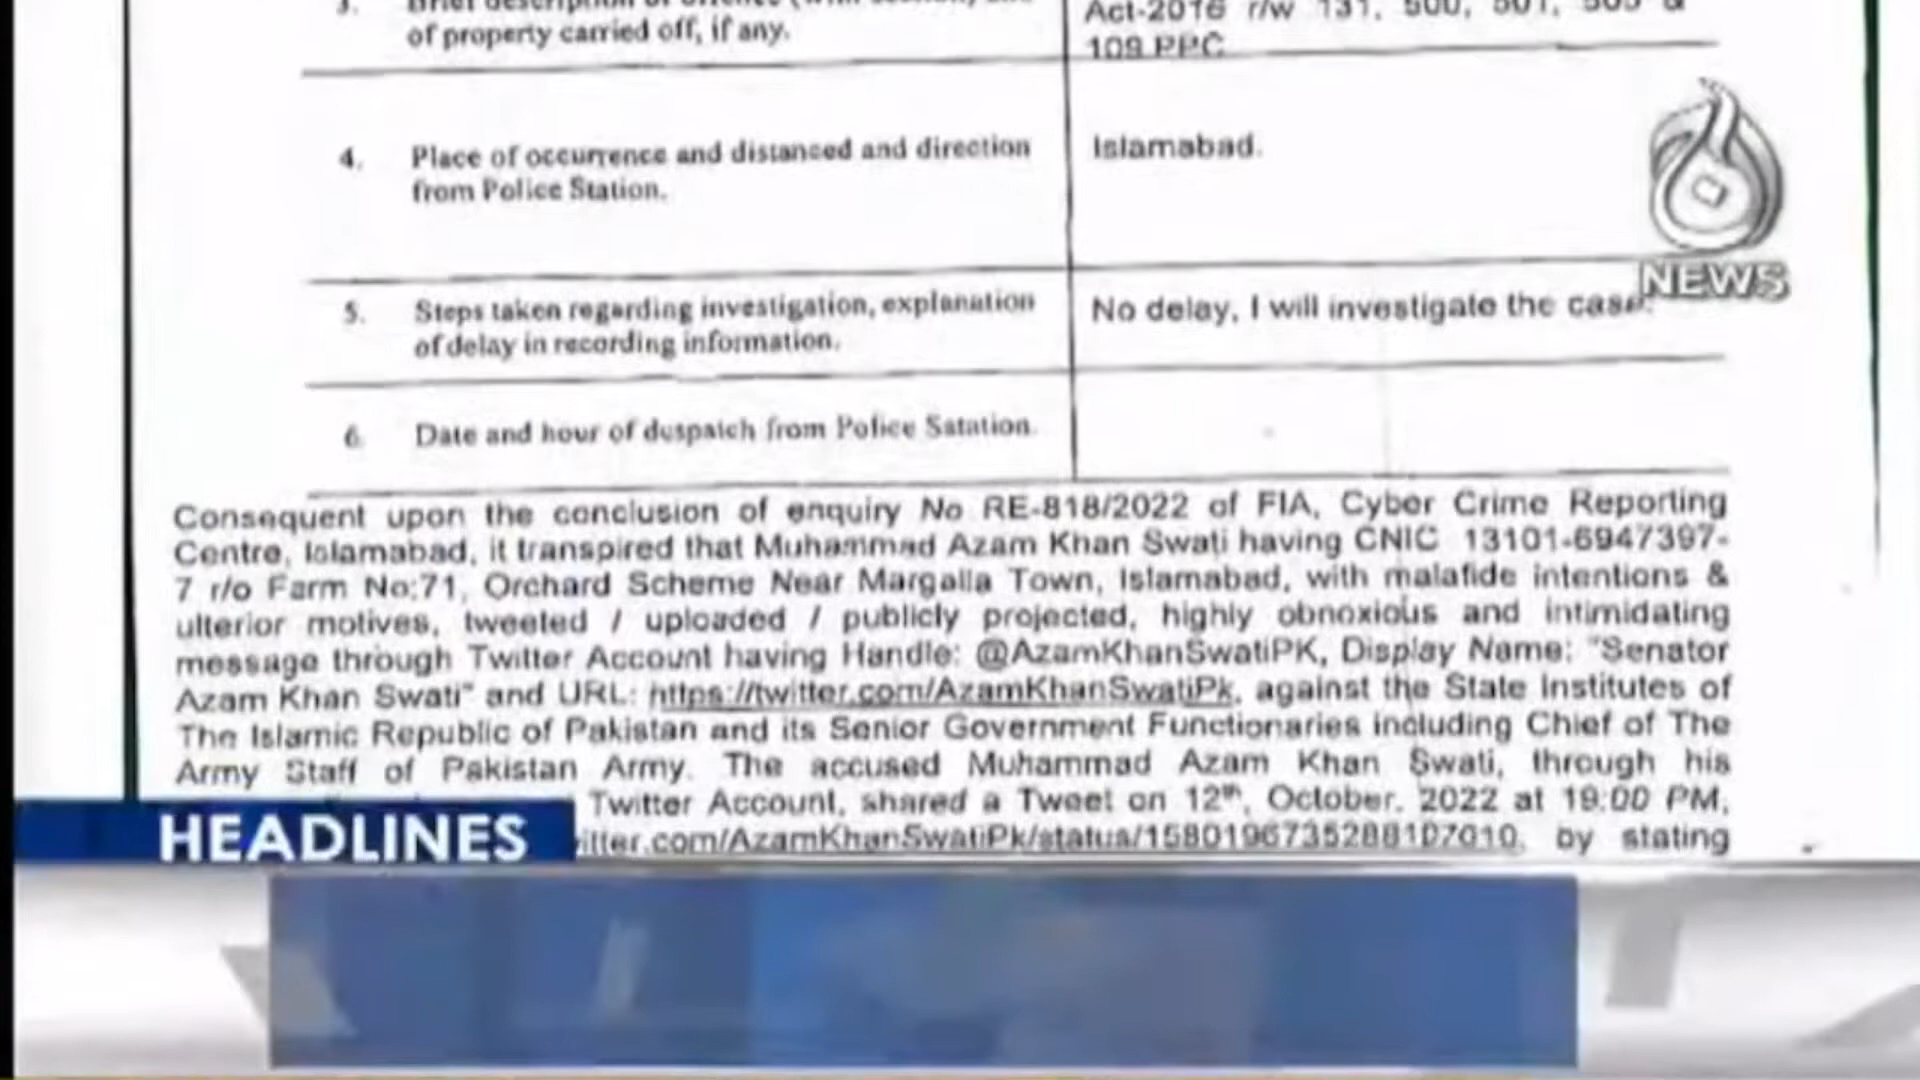 3.
of property carried off, if any.
Act-2016 r/w 131, 500, 501, 505 &
109 PPC
4. Place of occurrence and distanced and direction
from Police Station.
Islamabad.
NEWS
5. Steps taken regarding investigation, explanation
of delay in recording information.
No delay, I will investigate the case.
6. Date and hour of despatch from Police Satation.
Consequent upon the conclusion of enquiry No RE-818/2022 of FIA, Cyber Crime Reporting
Centre, Islamabad, it transpired that Muhammad Azam Khan Swati having CNIC 13101-6947397-
7 r/o Farm No:71, Orchard Scheme Near Margalla Town, Islamabad, with malafide intentions &
ulterior motives, tweeted / uploaded / publicly projected, highly obnoxious and intimidating
message through Twitter Account having Handle: @AzamKhanSwatiPK, Display Name: "Senator
Azam Khan Swati" and URL: https://twitter.com/AzamKhanSwatiPk, against the State Institutes of
The Islamic Republic of Pakistan and its Senior Government Functionaries including Chief of The
Army Staff of Pakistan Army. The accused Muhammad Azam Khan Swati, through his
Twitter Account, shared a Tweet on 12th, October, 2022 at 19:00 PM,
itter.com/AzamKhanSwatiPk/status/1580196735288107010, by stating
HEADLINES